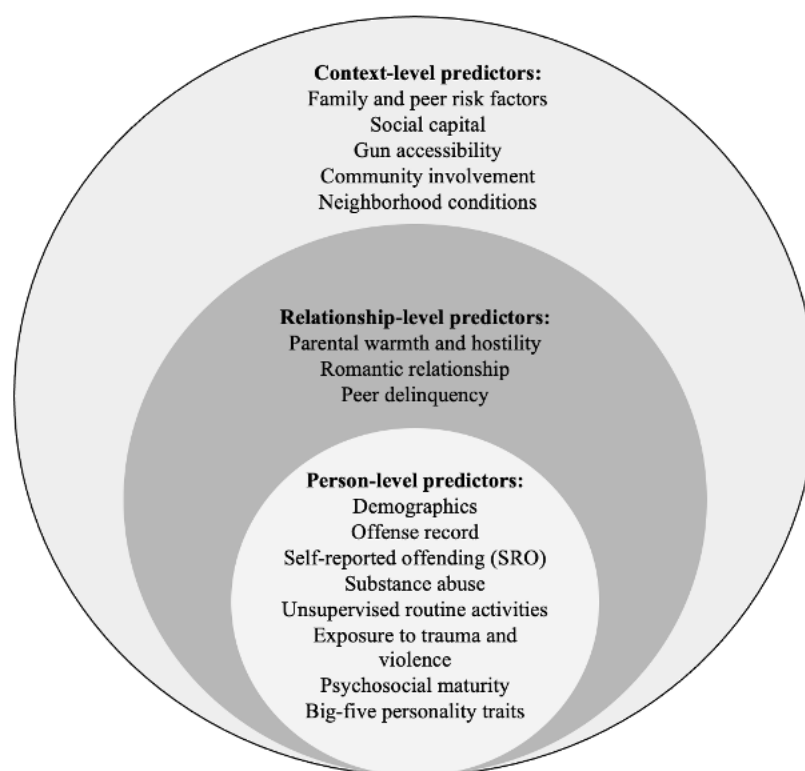 Context-level predictors:
Family and peer risk factors
Social capital
Gun accessibility
Community involvement
Neighborhood conditions
Relationship-level predictors:
Parental warmth and hostility
Romantic relationship
Peer delinquency
Person-level predictors:
Demographics
Offense record
Self-reported offending (SRO)
Substance abuse
Unsupervised routine activities
Exposure to trauma and
violence
Psychosocial maturity
Big-five personality traits